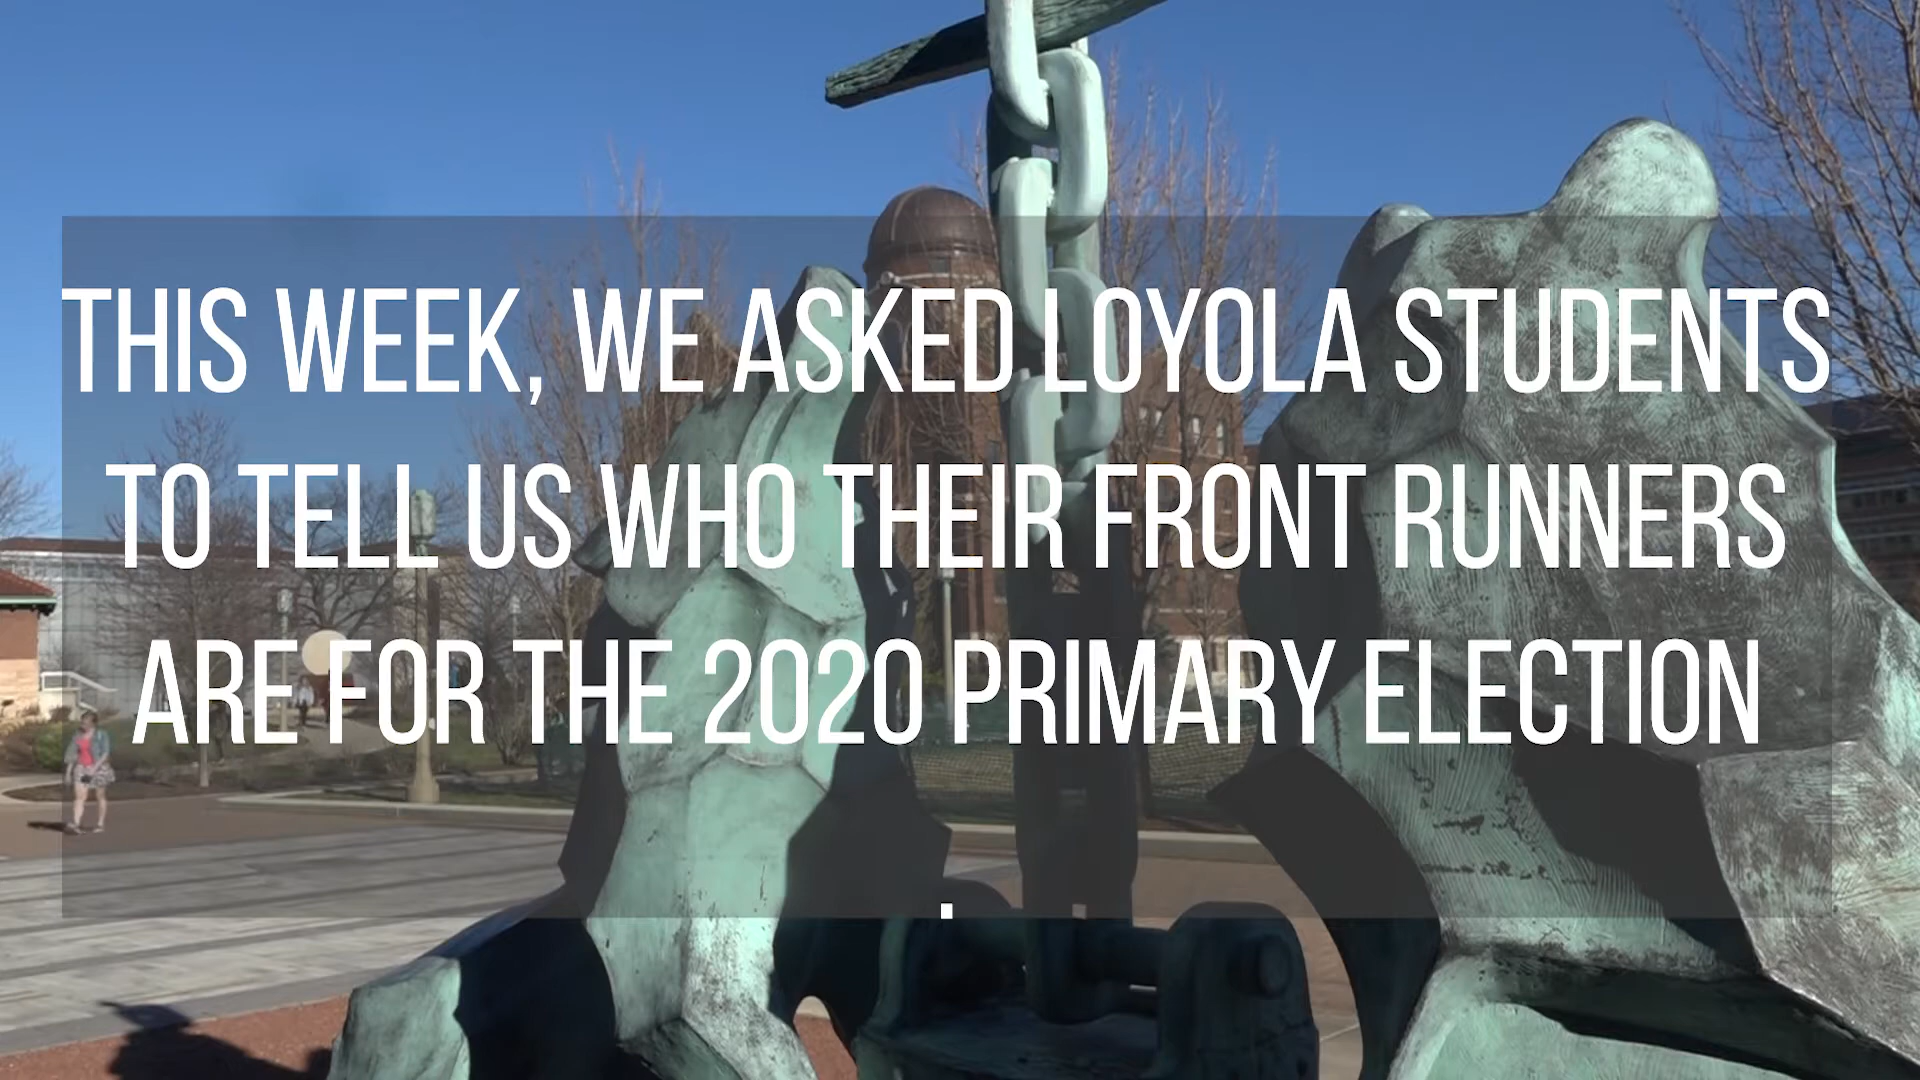 THIS WEEK, WE ASKED LOYOLA STUDENTS
TO TELL US WHO THEIR FRONT RUNNERS
ARE FOR THE 2020 PRIMARY ELECTION
.